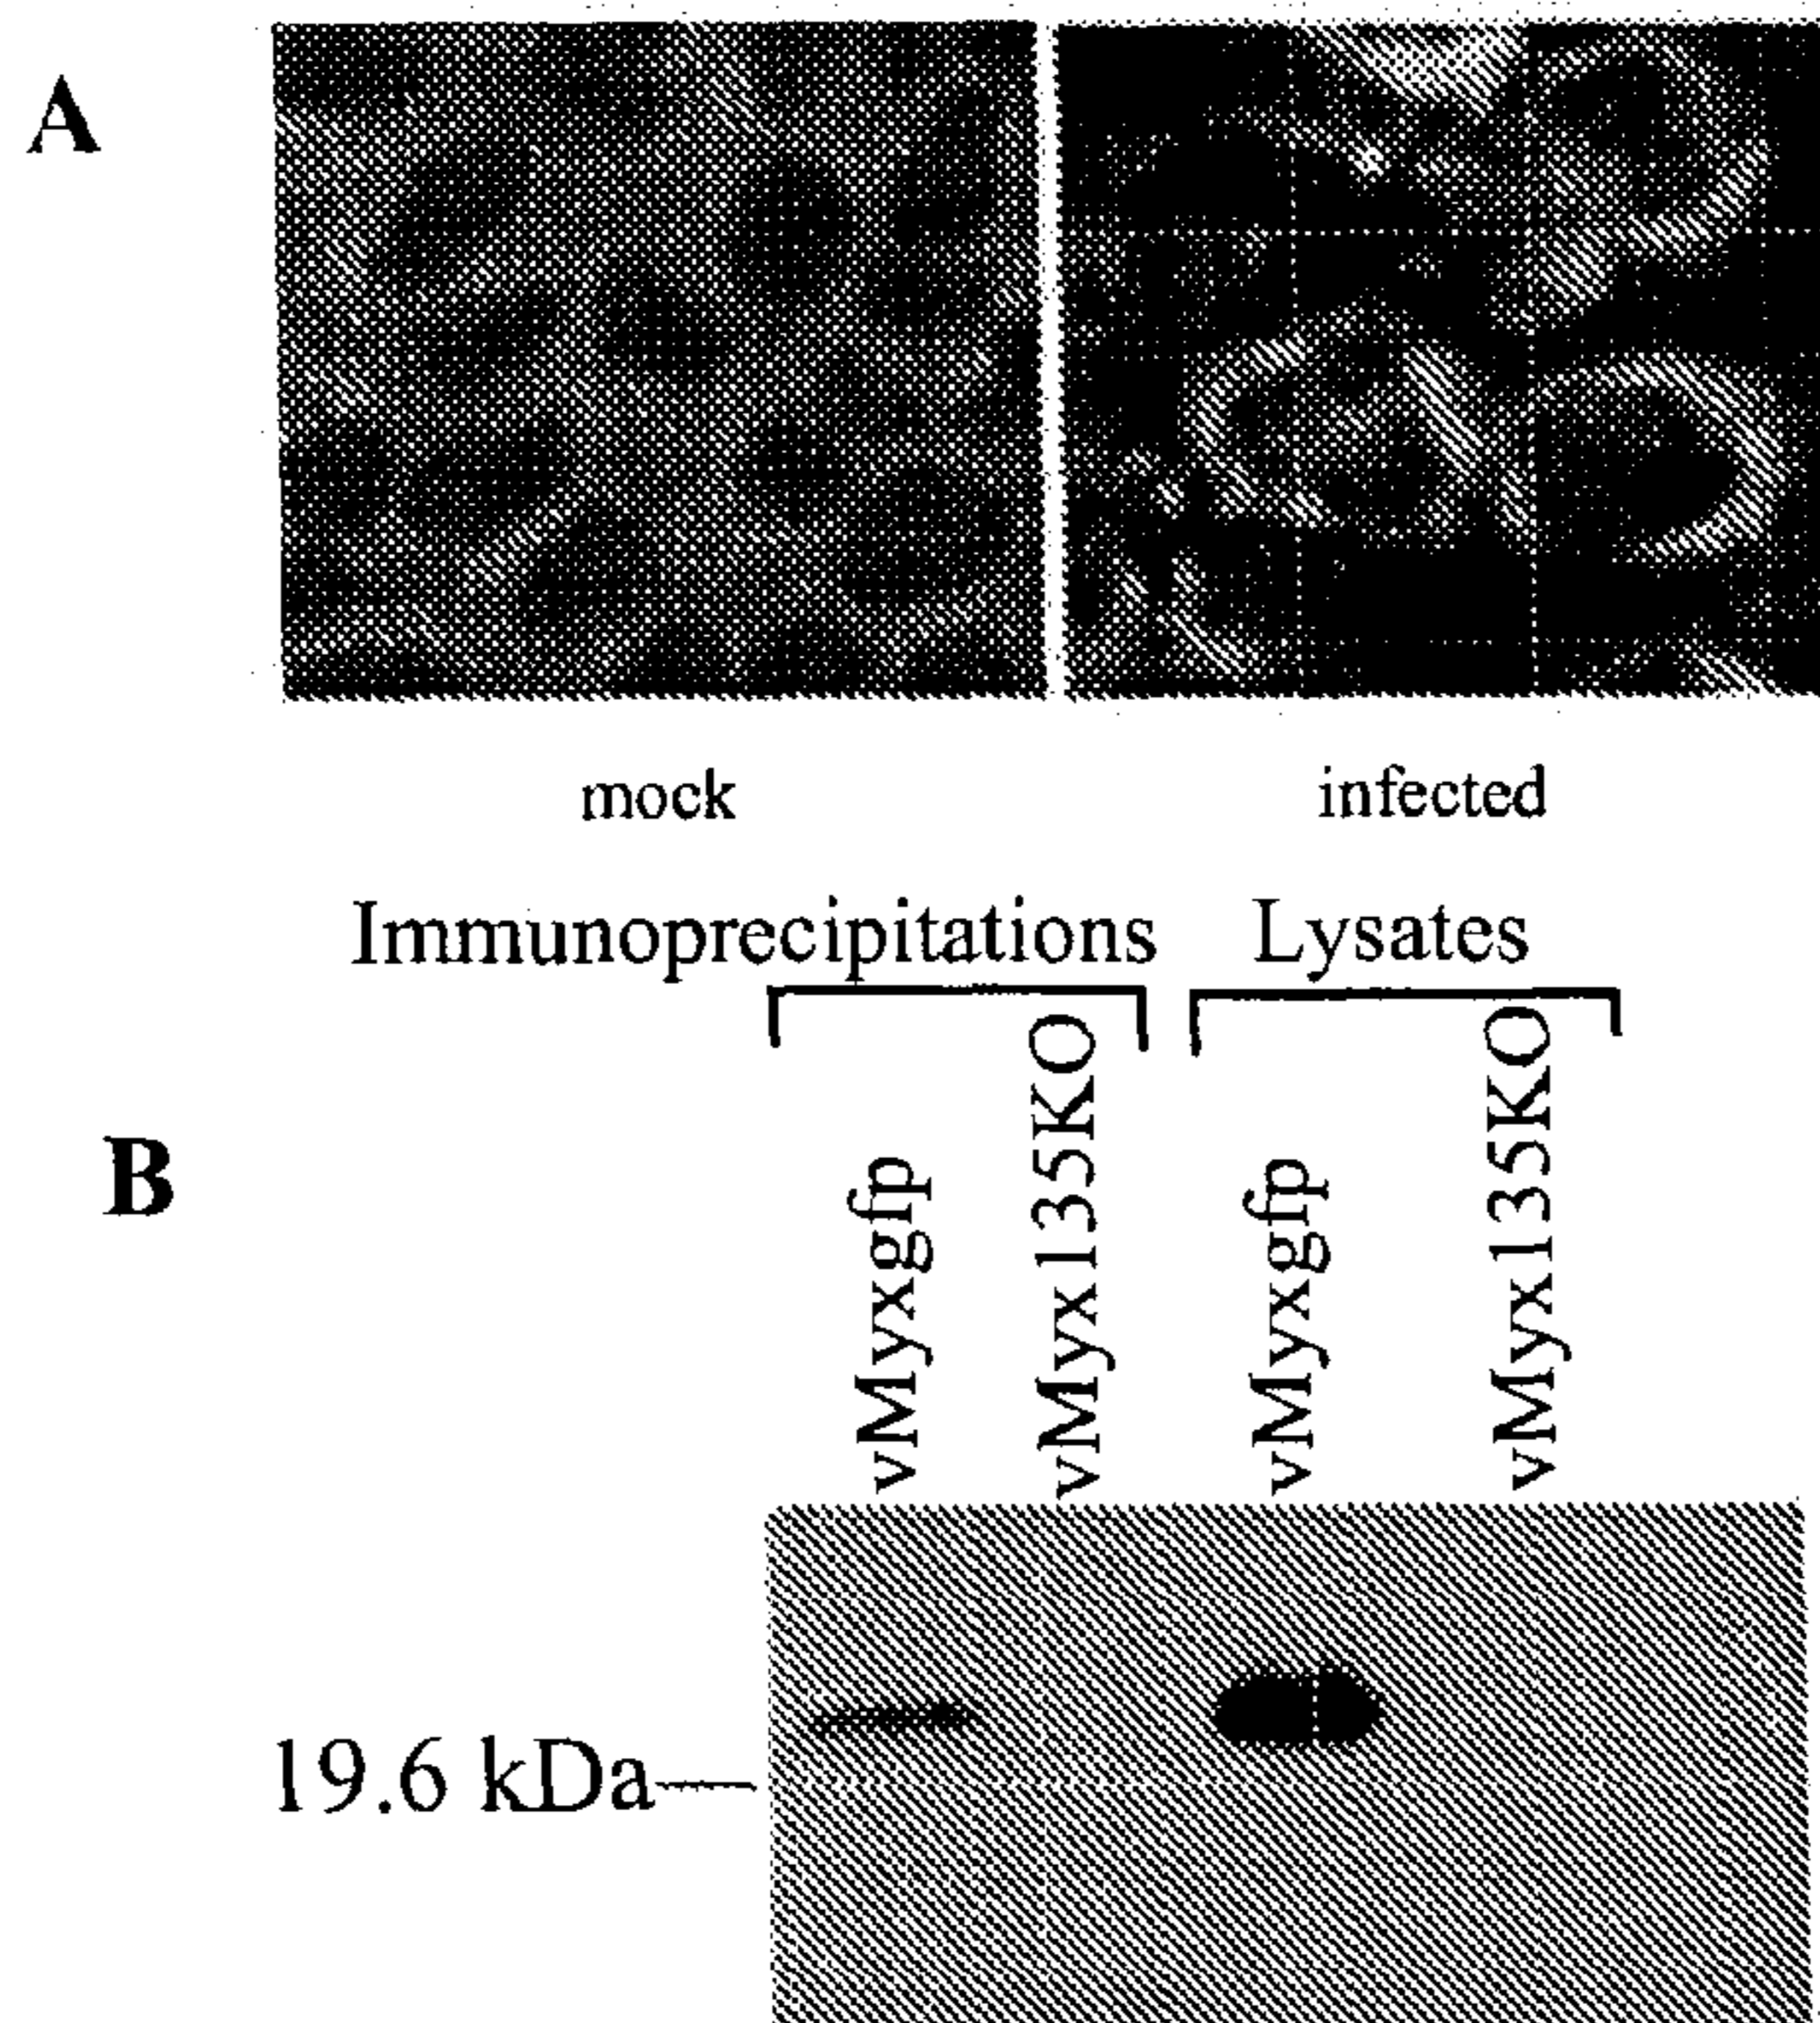 A
mock infected
Immunoprecipitations Lysates
B
vMyxgfp
vMyx135KO
vMyxgfp
vMyx135KO
19.6 kDa